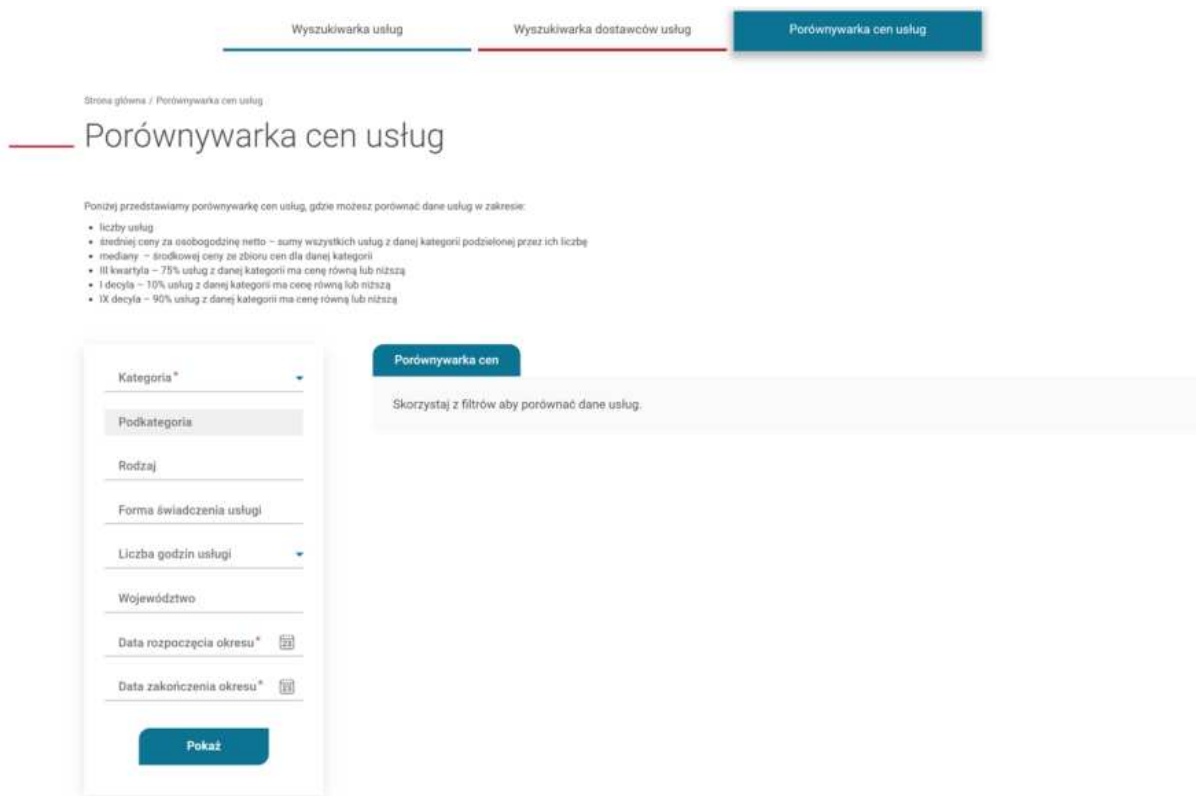 Wyszukiwarka usług
Wyszukiwarka dostawców usług
Porównywarka cen usług
Strona główna / Porównywarka cen usług
Porównywarka cen usług
Poniżej przedstawiamy porównywarkę cen usług, gdzie możesz porównać dane usług w zakresie:
• liczby usług
• średniej ceny za osobogodzinę netto – sumy wszystkich usług z danej kategorii podzielonej przez ich liczbę
• mediany – środkowej ceny ze zbioru cen dla danej kategorii
• III kwartyla – 75% usług z danej kategorii ma cenę równą lub niższą
• I decyla – 10% usług z danej kategorii ma cenę równą lub niższą
• IX decyla – 90% usług z danej kategorii ma cenę równą lub niższą
Kategoria*
Podkategoria
Rodzaj
Forma świadczenia usługi
Liczba godzin usługi
Województwo
Data rozpoczęcia okresu*
Data zakończenia okresu*
Pokaż
Porównywarka cen
Skorzystaj z filtrów aby porównać dane usług.